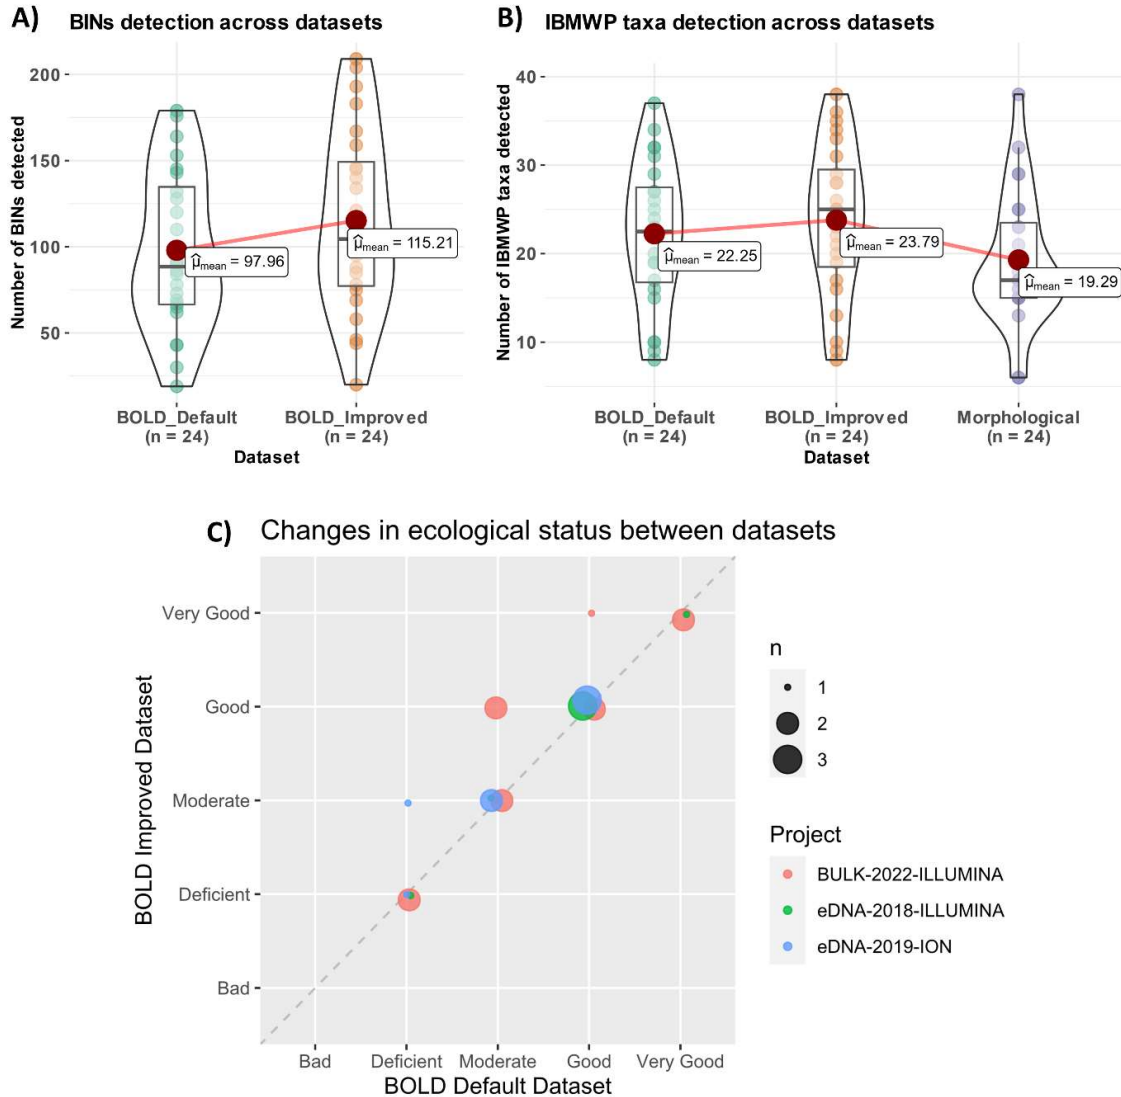 A) BINs detection across datasets
200
150
100
50
Number of BINs detected
μ̂mean = 97.96
μ̂mean = 115.21
BOLD_Default
(n = 24)
BOLD_Improved
(n = 24)
Dataset
B) IBMWP taxa detection across datasets
40
30
20
10
Number of IBMWP taxa detected
μ̂mean = 22.25
μ̂mean = 23.79
μ̂mean = 19.29
BOLD_Default
(n = 24)
BOLD_Improved
(n = 24)
Morphological
(n = 24)
Dataset
C) Changes in ecological status between datasets
Very Good
Good
Moderate
Deficient
Bad
BOLD Improved Dataset
Bad
Deficient
Moderate
Good
Very Good
BOLD Default Dataset
n
1
2
3
Project
BULK-2022-ILLUMINA
eDNA-2018-ILLUMINA
eDNA-2019-ION